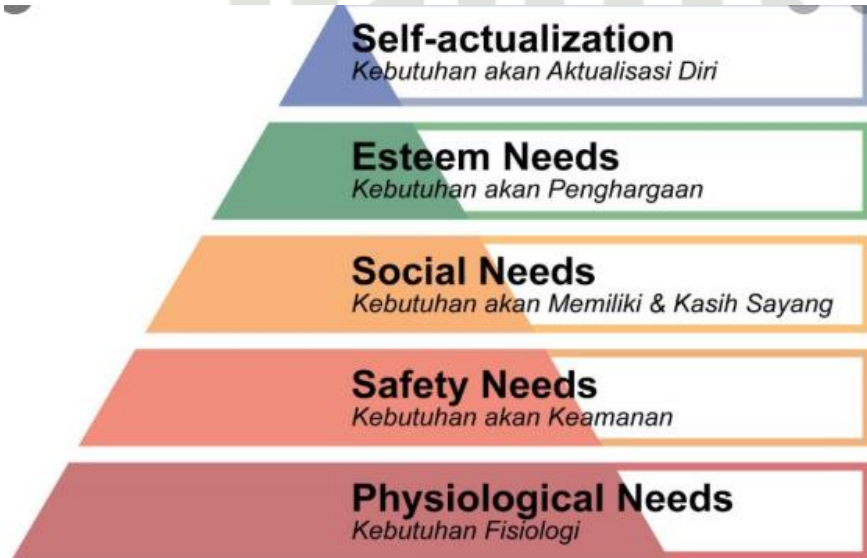 Self-actualization
Kebutuhan akan Aktualisasi Diri
Esteem Needs
Kebutuhan akan Penghargaan
Social Needs
Kebutuhan akan Memiliki & Kasih Sayang
Safety Needs
Kebutuhan akan Keamanan
Physiological Needs
Kebutuhan Fisiologi